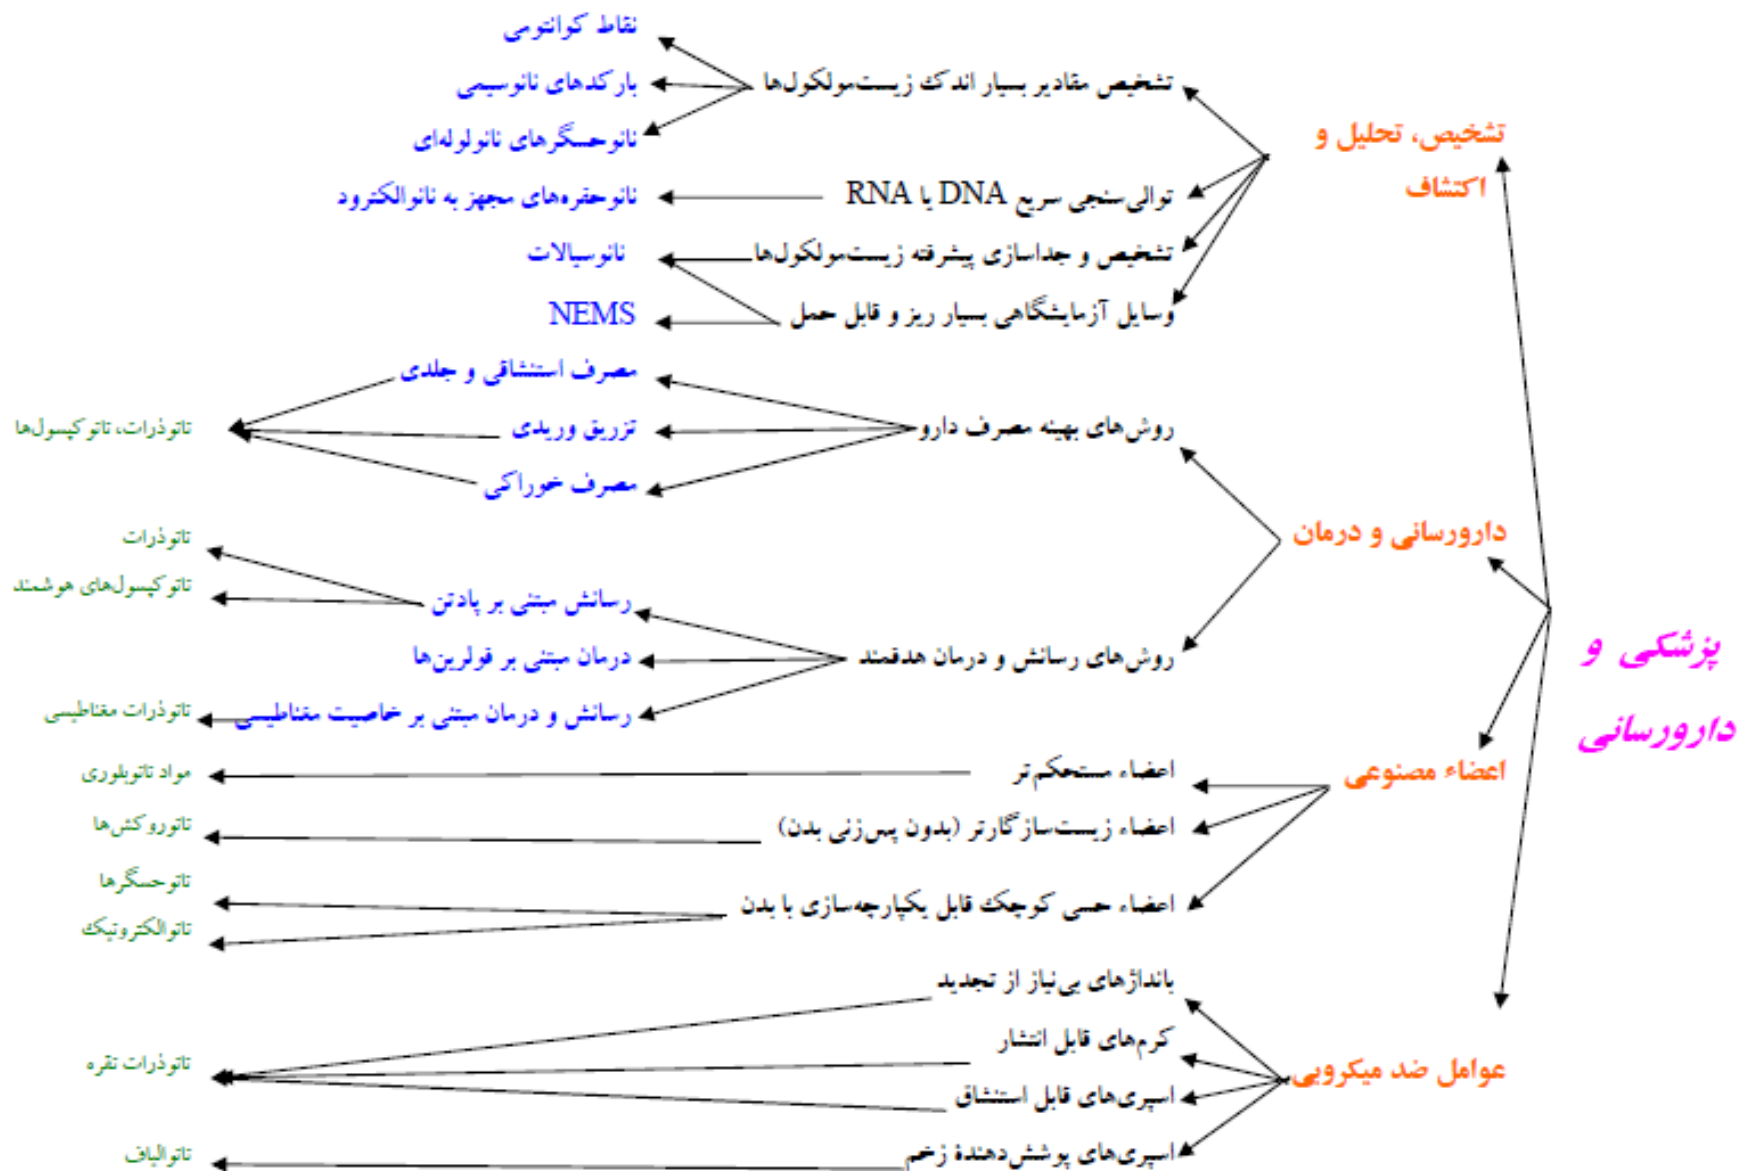 پزشکی و
دارورسانی
تشخیص، تحلیل و
اکتشاف
تشخیص مقادیر بسیار اندک زیست‌مولکول‌ها
نقاط کوانتومی
بارکدهای نانوسیمی
نانوحسگرهای نانولوله‌ای
توالی‌سنجی سریع DNA یا RNA
نانوحفره‌های مجهز به نانوالکترود
تشخیص و جداسازی پیشرفته زیست‌مولکول‌ها
نانوسیالات
وسایل آزمایشگاهی بسیار ریز و قابل حمل
NEMS
دارورسانی و درمان
روش‌های بهینه مصرف دارو
مصرف استنشاقی و جلدی
تزریق وریدی
مصرف خوراکی
نانوذرات، نانوکپسول‌ها
روش‌های رسانش و درمان هدفمند
رسانش مبتنی بر پادتن
نانوذرات
نانوکپسول‌های هوشمند
درمان مبتنی بر فولرین‌ها
رسانش و درمان مبتنی بر خاصیت مغناطیسی
نانوذرات مغناطیسی
اعضاء مصنوعی
اعضاء مستحکم‌تر
مواد نانوبلوری
اعضاء زیست‌سازگارتر (بدون پس‌زنی بدن)
نانوروکش‌ها
اعضاء حسی کوچک قابل یکپارچه‌سازی با بدن
نانوحسگرها
نانوالکترونیک
عوامل ضد میکروبی
بانداژهای بی‌نیاز از تجدید
کرم‌های قابل انتشار
اسپری‌های قابل استنشاق
نانوذرات نقره
اسپری‌های پوشش‌دهندهٔ زخم
نانوالیاف